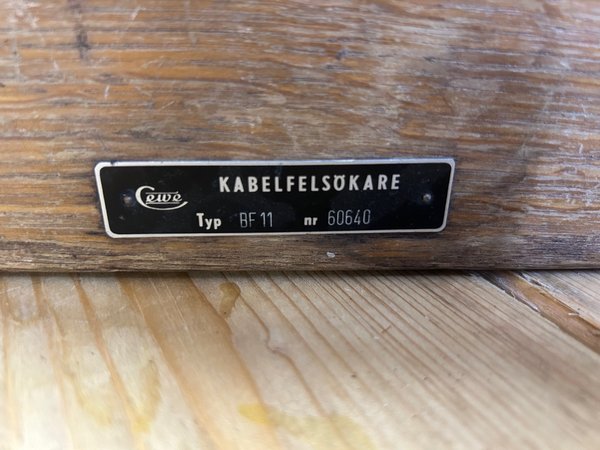 Cewe KABELFELSÖKARE
Typ BF 11 nr 60640